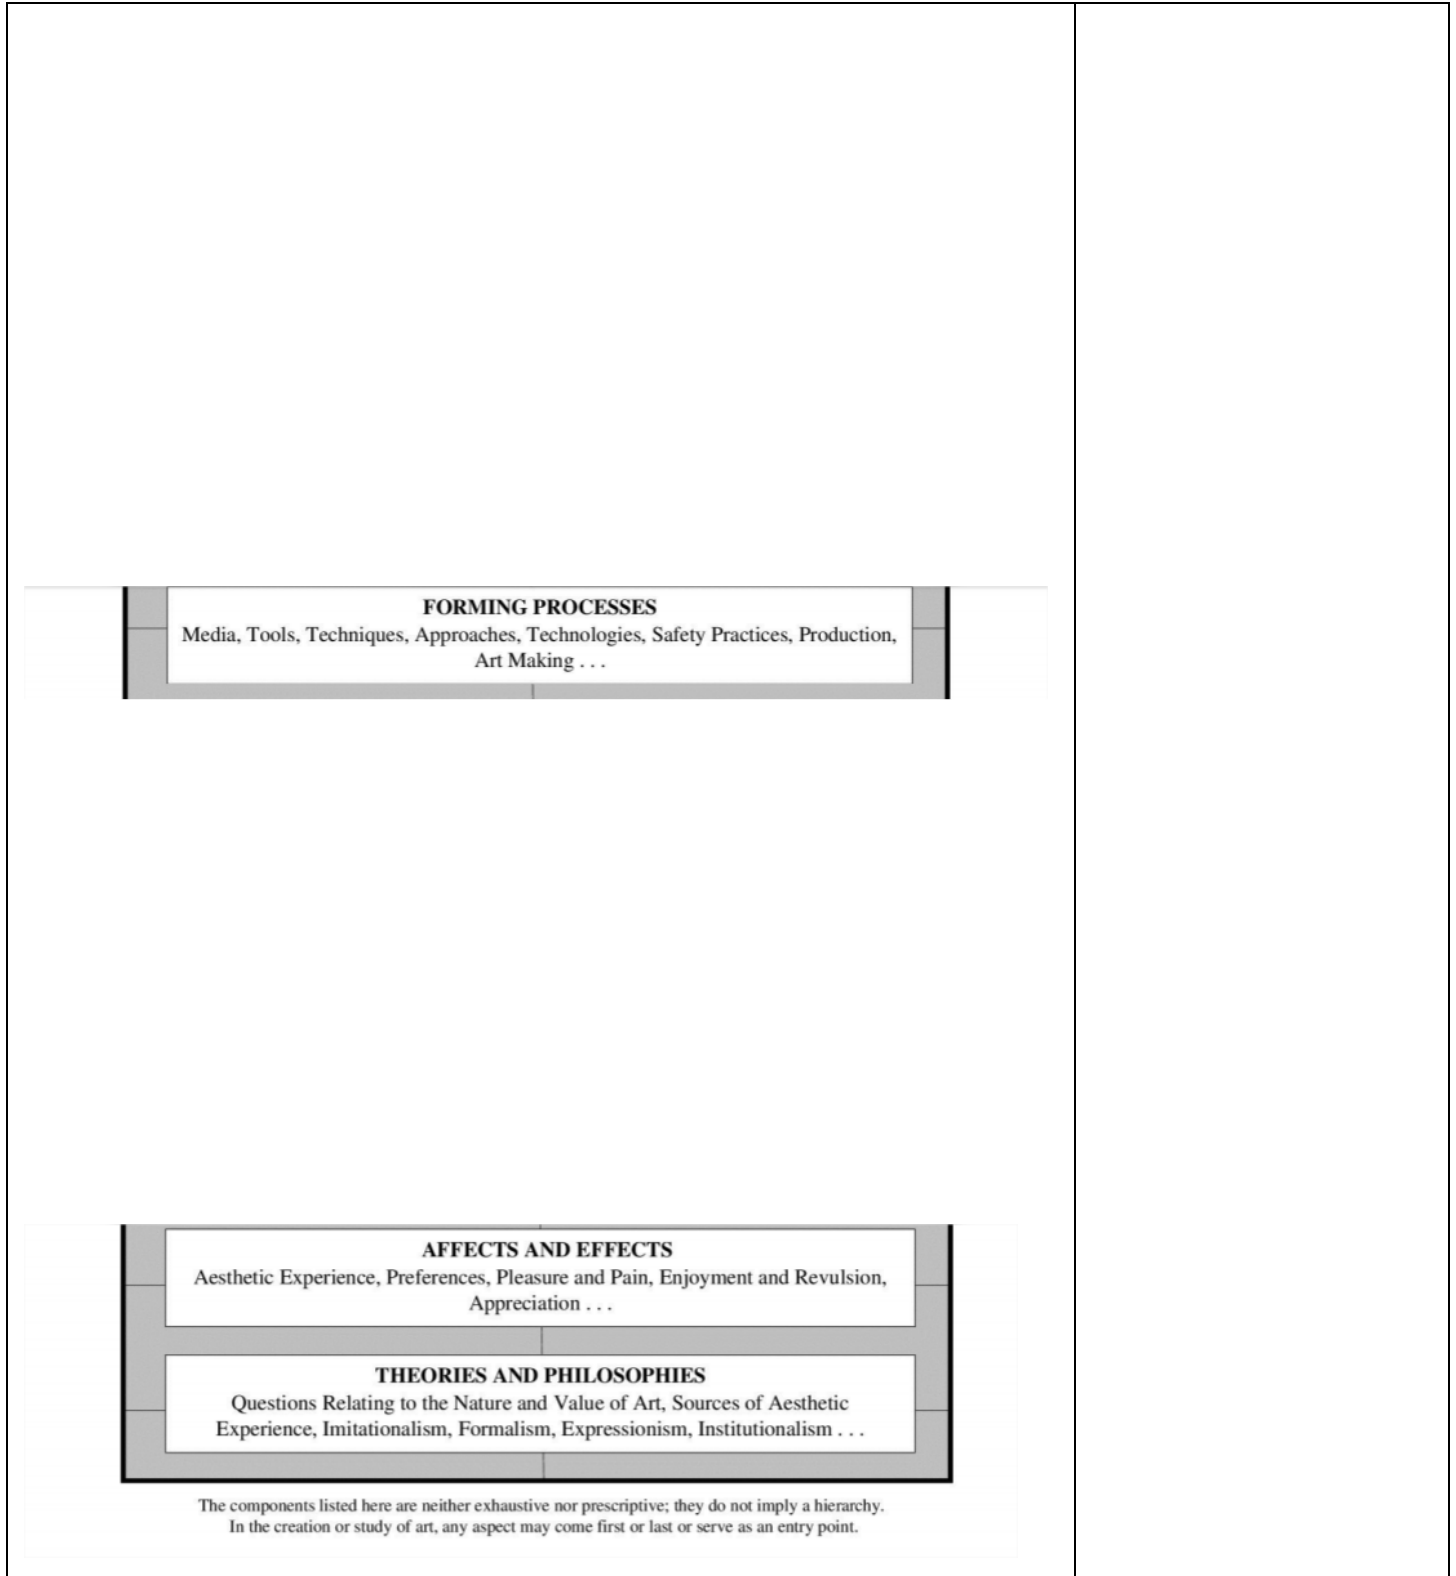 FORMING PROCESSES
Media, Tools, Techniques, Approaches, Technologies, Safety Practices, Production,
Art Making . . .
AFFECTS AND EFFECTS
Aesthetic Experience, Preferences, Pleasure and Pain, Enjoyment and Revulsion,
Appreciation . . .
THEORIES AND PHILOSOPHIES
Questions Relating to the Nature and Value of Art, Sources of Aesthetic
Experience, Imitationalism, Formalism, Expressionism, Institutionalism . . .
The components listed here are neither exhaustive nor prescriptive; they do not imply a hierarchy.
In the creation or study of art, any aspect may come first or last or serve as an entry point.